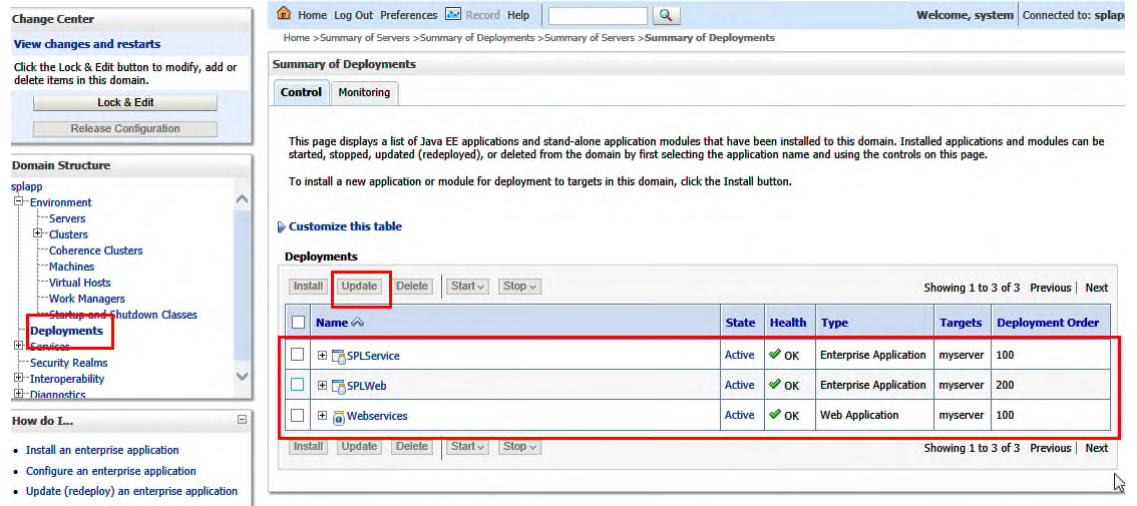 Change Center
View changes and restarts
Click the Lock & Edit button to modify, add or
delete items in this domain.
Lock & Edit
Release Configuration
Domain Structure
splapp
Environment
Servers
Clusters
Coherence Clusters
Machines
Virtual Hosts
Work Managers
Startup and Shutdown Classes
Deployments
Services
Security Realms
Interoperability
Diagnostics
How do I...
Install an enterprise application
Configure an enterprise application
Update (redeploy) an enterprise application
Home Log Out Preferences Record Help
Welcome, system Connected to: splapp
Home >Summary of Servers >Summary of Deployments >Summary of Servers >Summary of Deployments
Summary of Deployments
Control Monitoring
This page displays a list of Java EE applications and stand-alone application modules that have been installed to this domain. Installed applications and modules can be
started, stopped, updated (redeployed), or deleted from the domain by first selecting the application name and using the controls on this page.
To install a new application or module for deployment to targets in this domain, click the Install button.
Customize this table
Deployments
Install Update Delete Start Stop Showing 1 to 3 of 3 Previous | Next
Name State Health Type Targets Deployment Order
SPLService Active OK Enterprise Application myserver 100
SPLWeb Active OK Enterprise Application myserver 200
Webservices Active OK Web Application myserver 100
Install Update Delete Start Stop Showing 1 to 3 of 3 Previous | Next